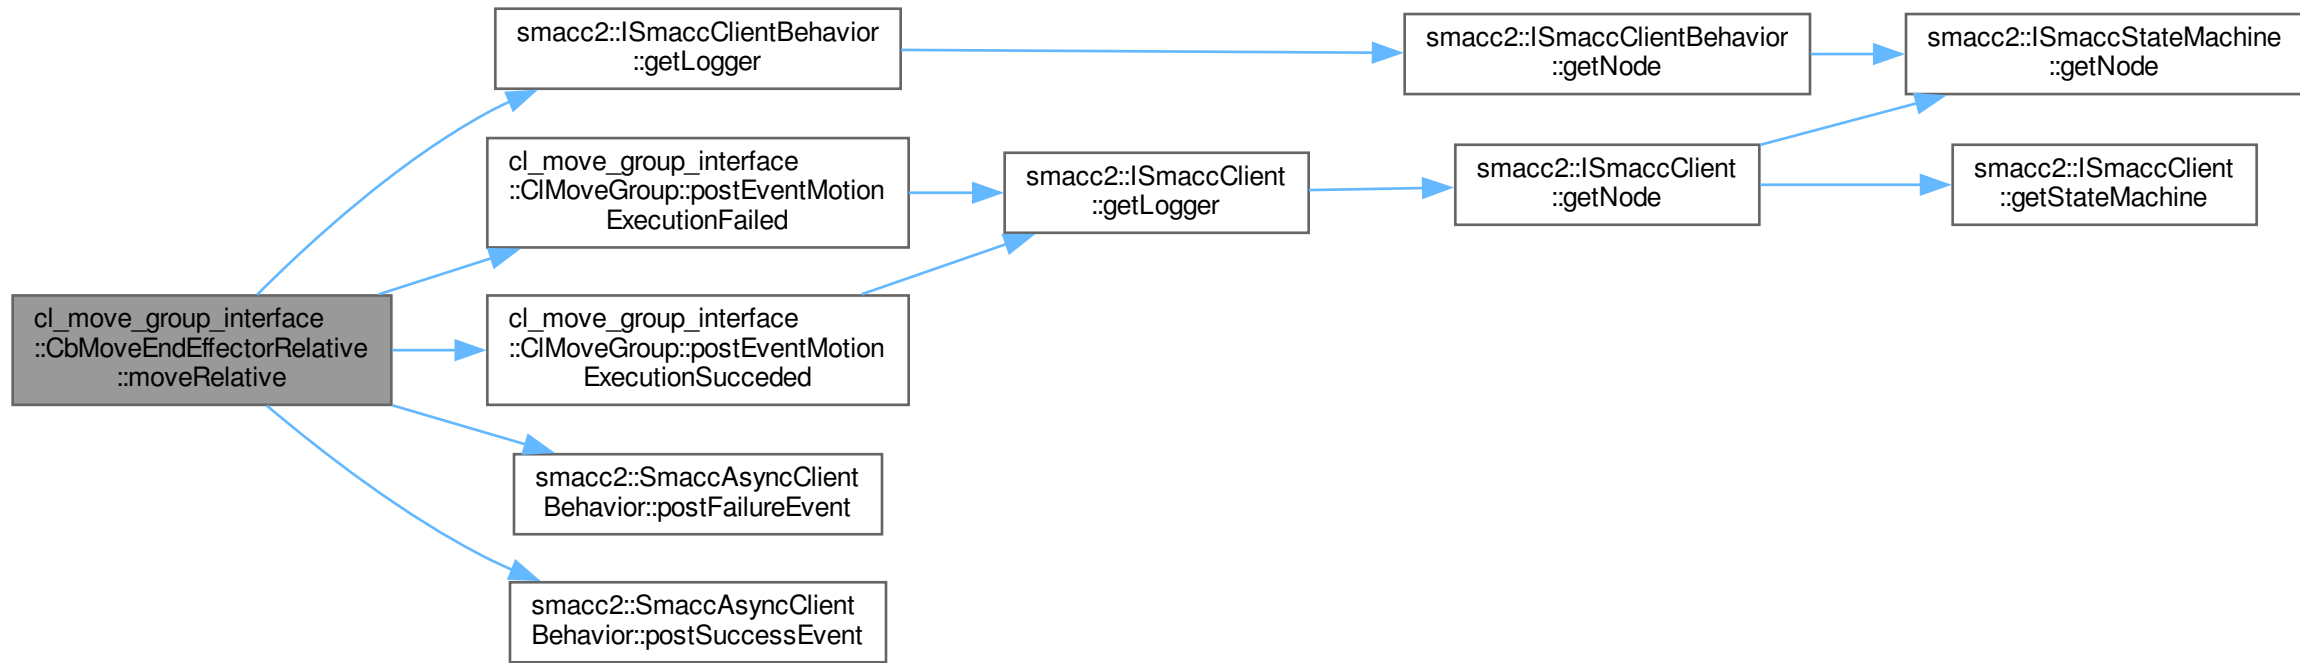 smacc2::ISmaccClientBehavior
::getLogger
smacc2::ISmaccClientBehavior
::getNode
smacc2::ISmaccStateMachine
::getNode
cl_move_group_interface
::ClMoveGroup::postEventMotion
ExecutionFailed
smacc2::ISmaccClient
::getLogger
smacc2::ISmaccClient
::getNode
smacc2::ISmaccClient
::getStateMachine
cl_move_group_interface
::CbMoveEndEffectorRelative
::moveRelative
cl_move_group_interface
::ClMoveGroup::postEventMotion
ExecutionSucceded
smacc2::SmaccAsyncClient
Behavior::postFailureEvent
smacc2::SmaccAsyncClient
Behavior::postSuccessEvent